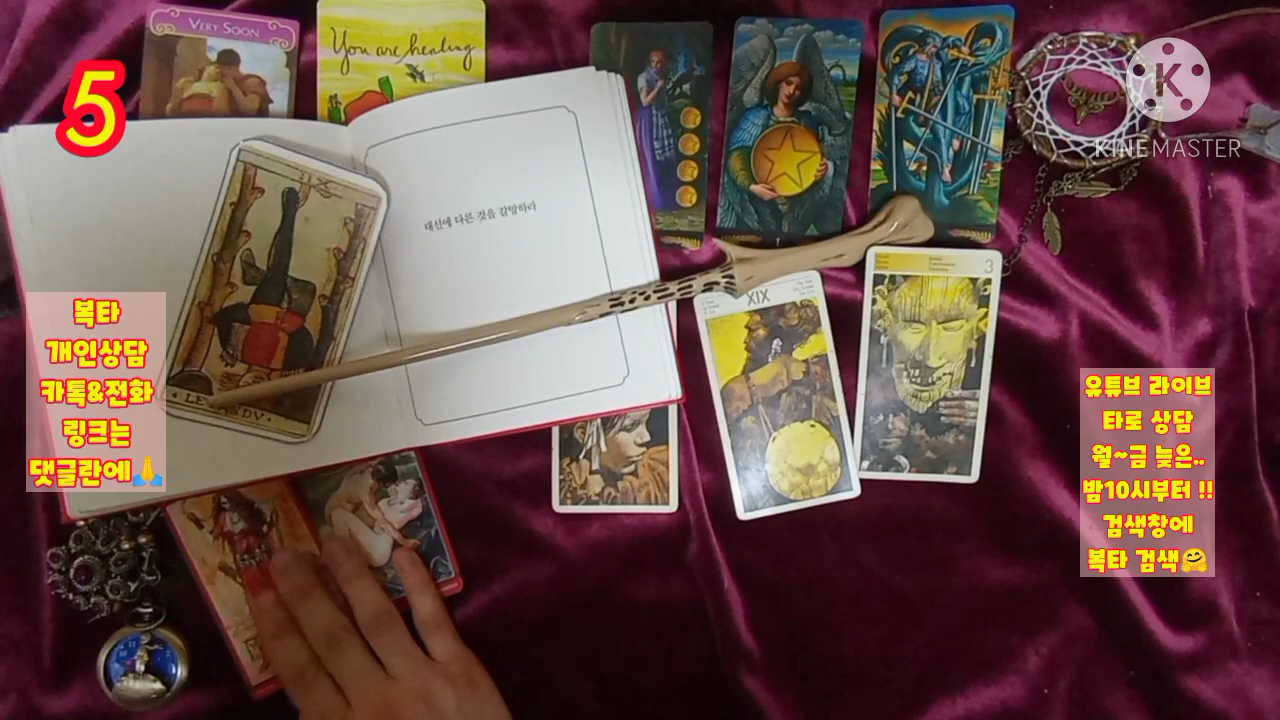 VERY SOON
You are healing
5
K
KINEMASTER
대신에 다른 것을 갈망하라
XIX
3
복타
개인상담
카톡&전화
링크는
댓글란에🙏
유튜브 라이브
타로 상담
월~금 늦은..
밤10시부터 !!
검색창에
복타 검색🤗